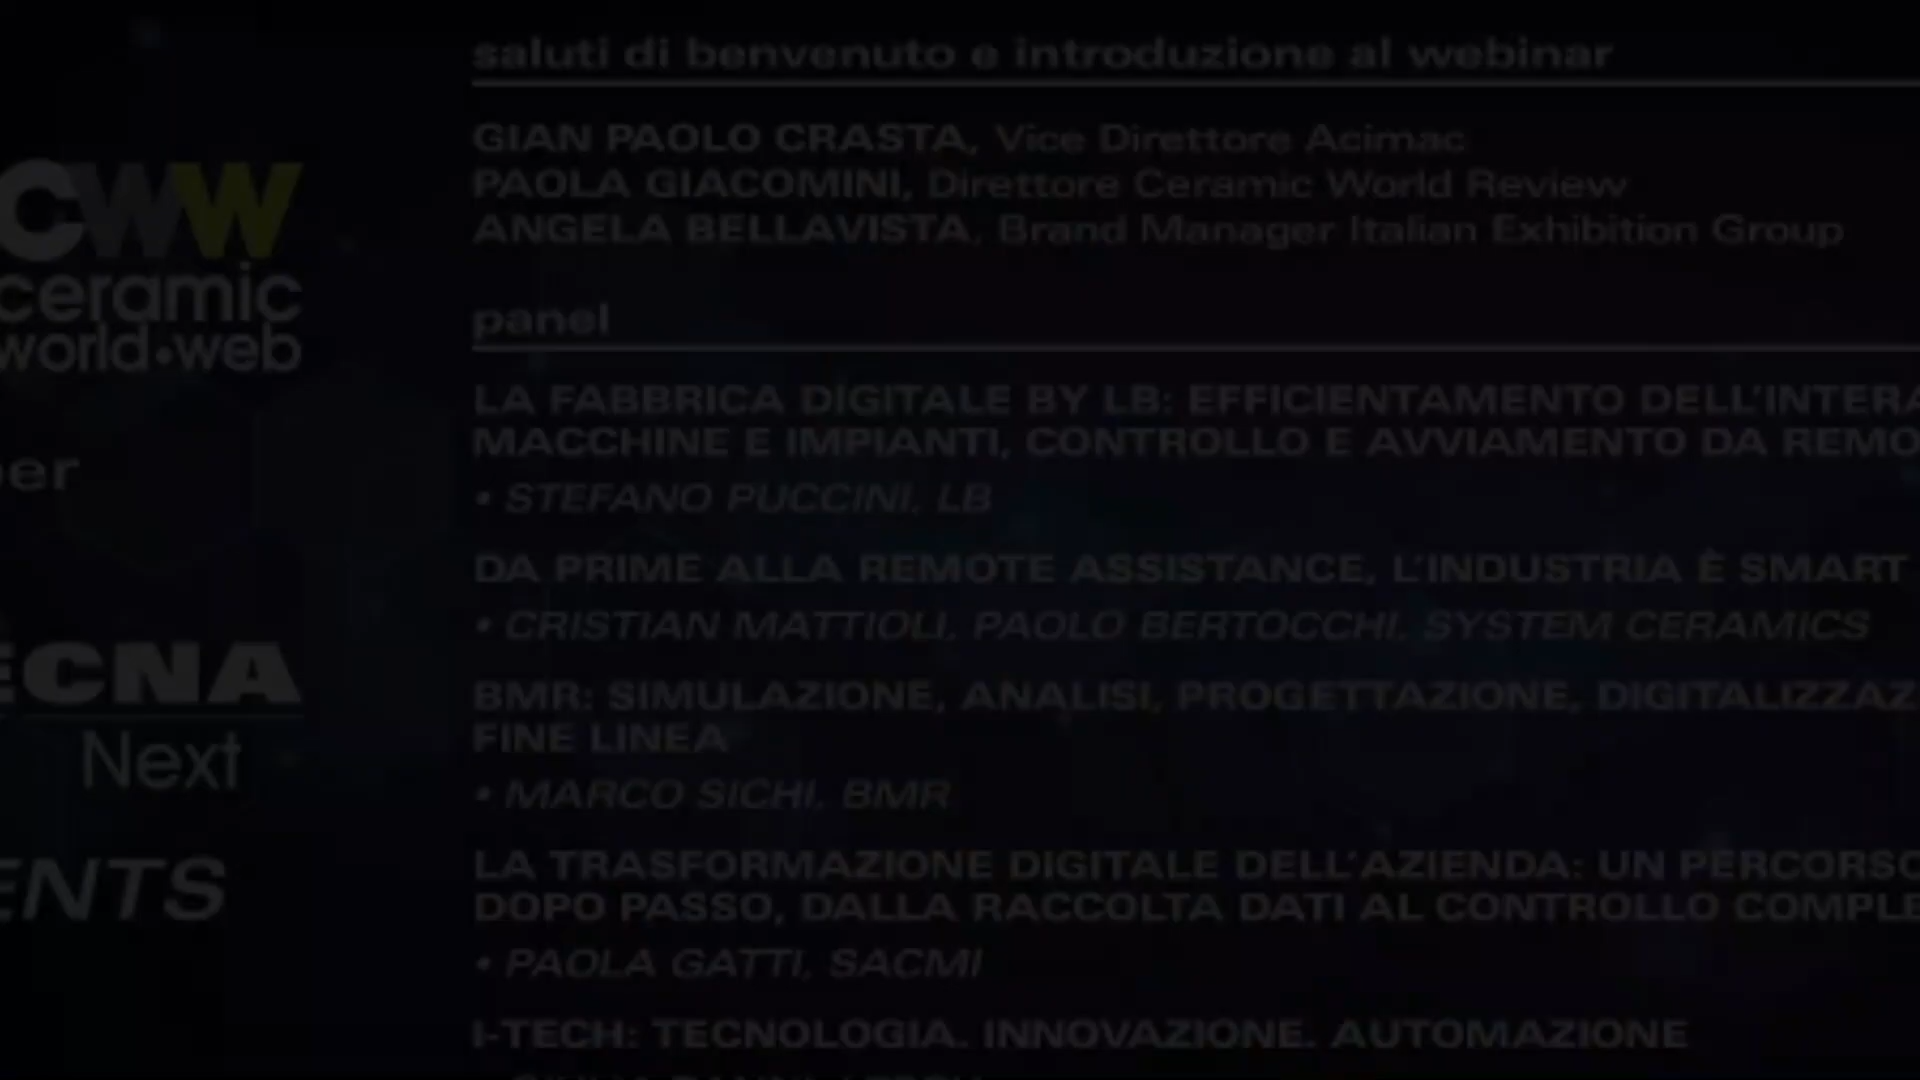 CWW
ceramic
world•web
ECNA
Next
ENTS
saluti di benvenuto e introduzione al webinar
GIAN PAOLO CRASTA, Vice Direttore Acimac
PAOLA GIACOMINI, Direttore Ceramic World Review
ANGELA BELLAVISTA, Brand Manager Italian Exhibition Group
panel
LA FABBRICA DIGITALE BY LB: EFFICIENTAMENTO DELL'INTERA
MACCHINE E IMPIANTI, CONTROLLO E AVVIAMENTO DA REMO
• STEFANO PUCCINI, LB
DA PRIME ALLA REMOTE ASSISTANCE, L'INDUSTRIA È SMART
• CRISTIAN MATTIOLI, PAOLO BERTOCCHI, SYSTEM CERAMICS
BMR: SIMULAZIONE, ANALISI, PROGETTAZIONE, DIGITALIZZAZ
FINE LINEA
• MARCO SICHI, BMR
LA TRASFORMAZIONE DIGITALE DELL'AZIENDA: UN PERCORSO
DOPO PASSO, DALLA RACCOLTA DATI AL CONTROLLO COMPLE
• PAOLA GATTI, SACMI
I-TECH: TECNOLOGIA. INNOVAZIONE. AUTOMAZIONE